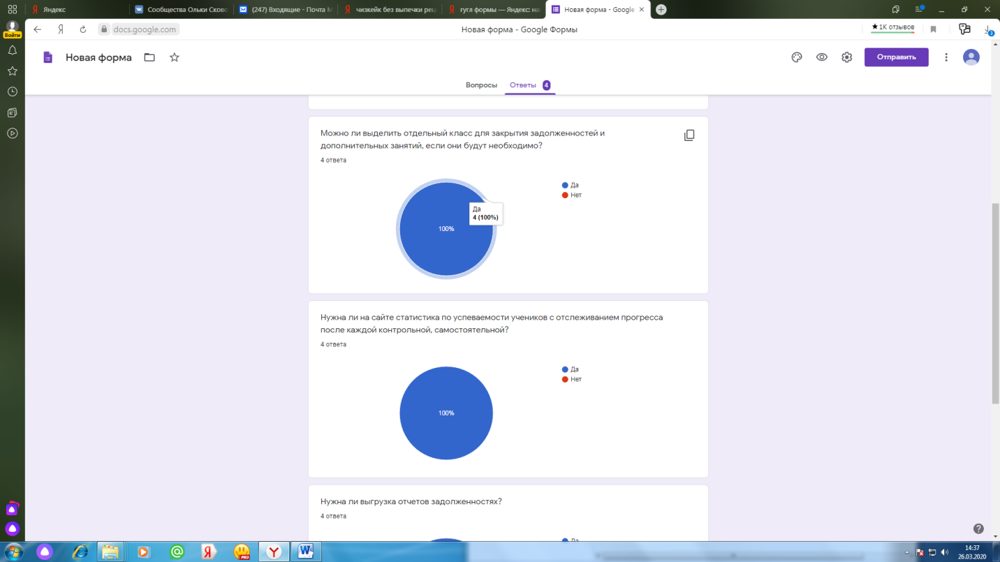 Яндекс
Сообщества Ольки Сково
(247) Входящие - Почта M
чизкейк без выпечки рец
гугл формы — Яндекс: на
Новая форма - Google
Войти
docs.google.com
Новая форма - Google Формы
1K отзывов
3
Новая форма
Отправить
Вопросы
Ответы 4
Можно ли выделить отдельный класс для закрытия задолженностей и
дополнительных занятий, если они будут необходимо?
4 ответа
Да
Нет
Да
4 (100%)
100%
Нужна ли на сайте статистика по успеваемости учеников с отслеживанием прогресса
после каждой контрольной, самостоятельной?
4 ответа
Да
Нет
100%
Нужна ли выгрузка отчетов задолженностях?
4 ответа
Да
PRO
14:37
26.03.2020